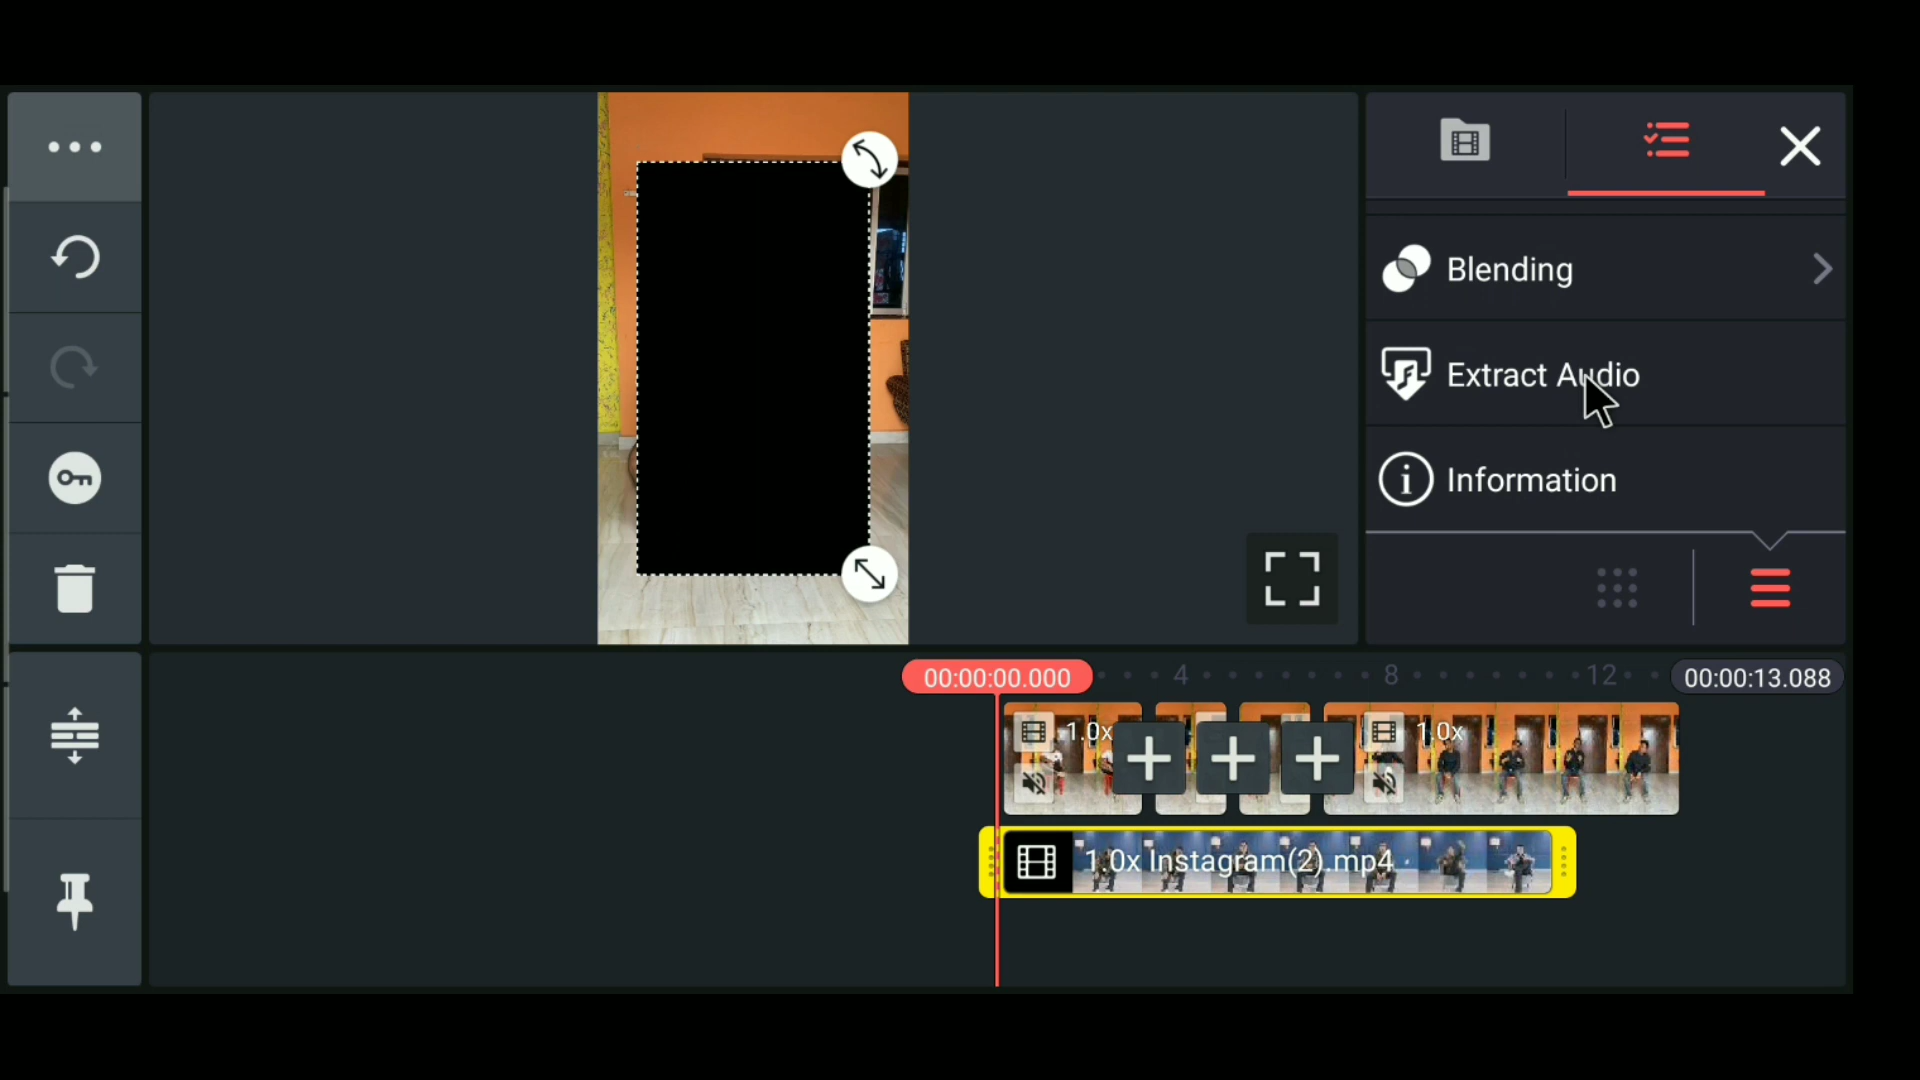 Blending
Extract Audio
Information
00:00:00.000
4
8
12
00:00:13.088
1.0x
1.0x
1.0x Instagram(2).mp4